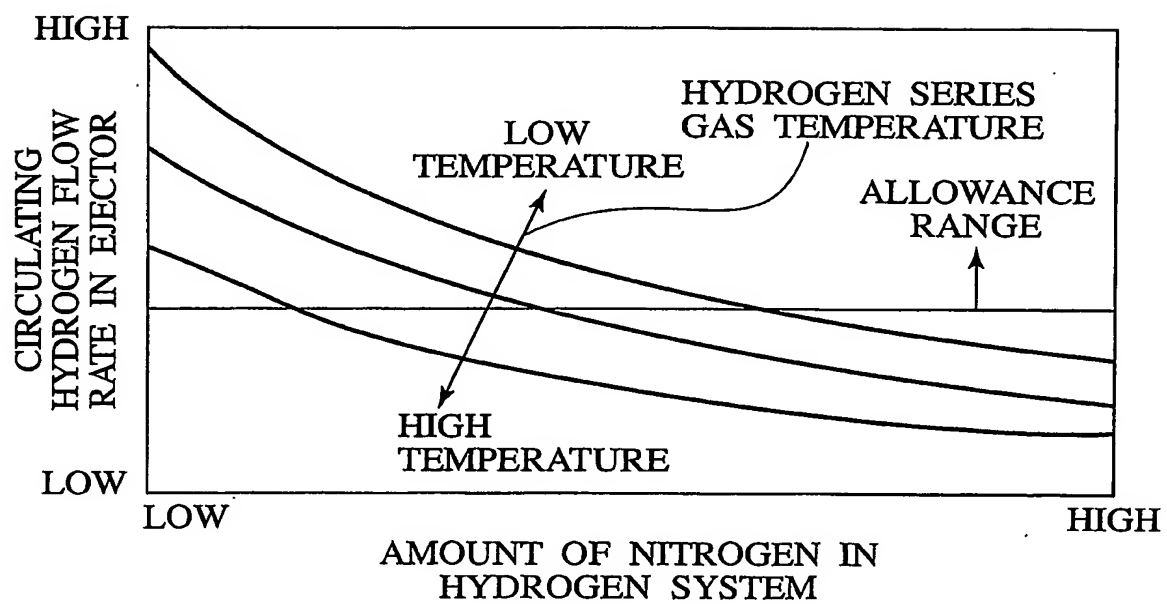 HIGH
CIRCULATING
HYDROGEN FLOW
RATE IN EJECTOR
LOW
HYDROGEN SERIES
GAS TEMPERATURE
LOW
TEMPERATURE
ALLOWANCE
RANGE
HIGH
TEMPERATURE
LOW
HIGH
AMOUNT OF NITROGEN IN
HYDROGEN SYSTEM